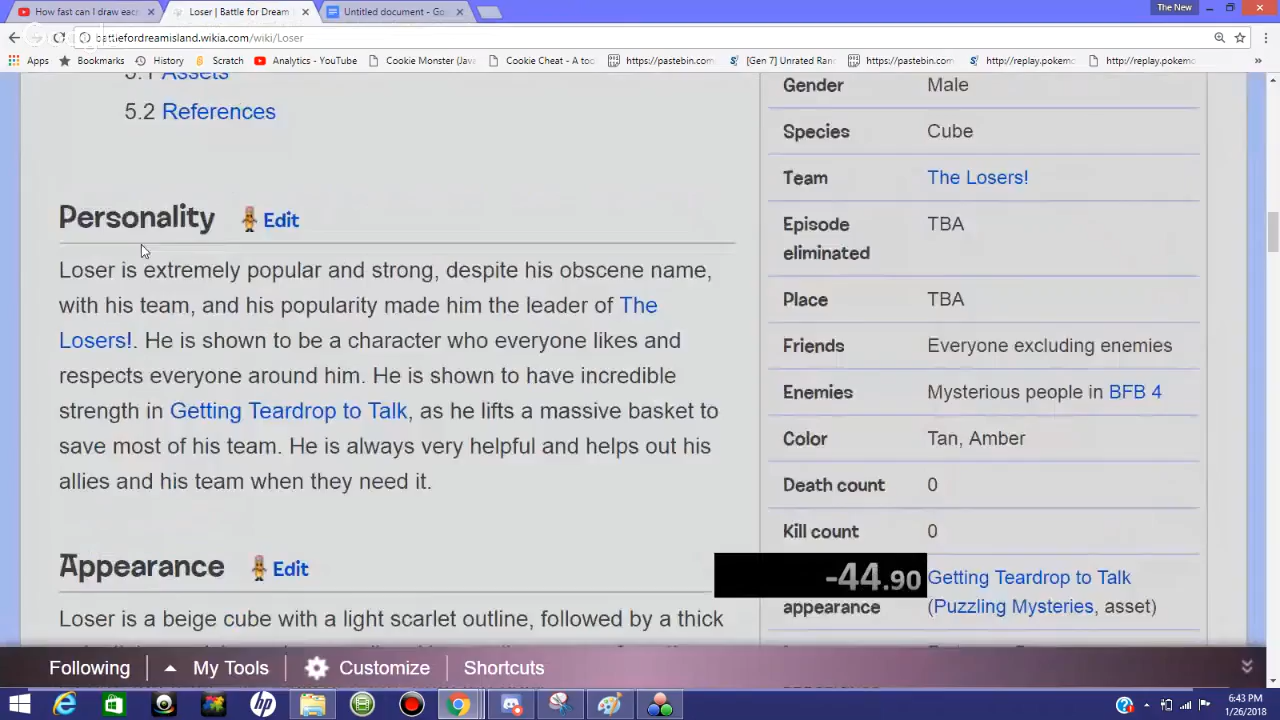 How fast can I draw eac
Loser | Battle for Dream
Untitled document - Go
The New
battlefordreamisland.wikia.com/wiki/Loser
Apps Bookmarks History Scratch Analytics - YouTube Cookie Monster (Java Cookie Cheat - A too https://pastebin.com [Gen 7] Unrated Ran https://pastebin.com http://replay.pokemo http://replay.pokemo »
5.1 Assets
5.2 References
Personality Edit
Loser is extremely popular and strong, despite his obscene name,
with his team, and his popularity made him the leader of The
Losers!. He is shown to be a character who everyone likes and
respects everyone around him. He is shown to have incredible
strength in Getting Teardrop to Talk, as he lifts a massive basket to
save most of his team. He is always very helpful and helps out his
allies and his team when they need it.
Appearance Edit
Loser is a beige cube with a light scarlet outline, followed by a thick
Gender Male
Species Cube
Team The Losers!
Episode TBA
eliminated
Place TBA
Friends Everyone excluding enemies
Enemies Mysterious people in BFB 4
Color Tan, Amber
Death count 0
Kill count 0
-44.90
Getting Teardrop to Talk
appearance (Puzzling Mysteries, asset)
Following My Tools Customize Shortcuts
6:43 PM
1/26/2018